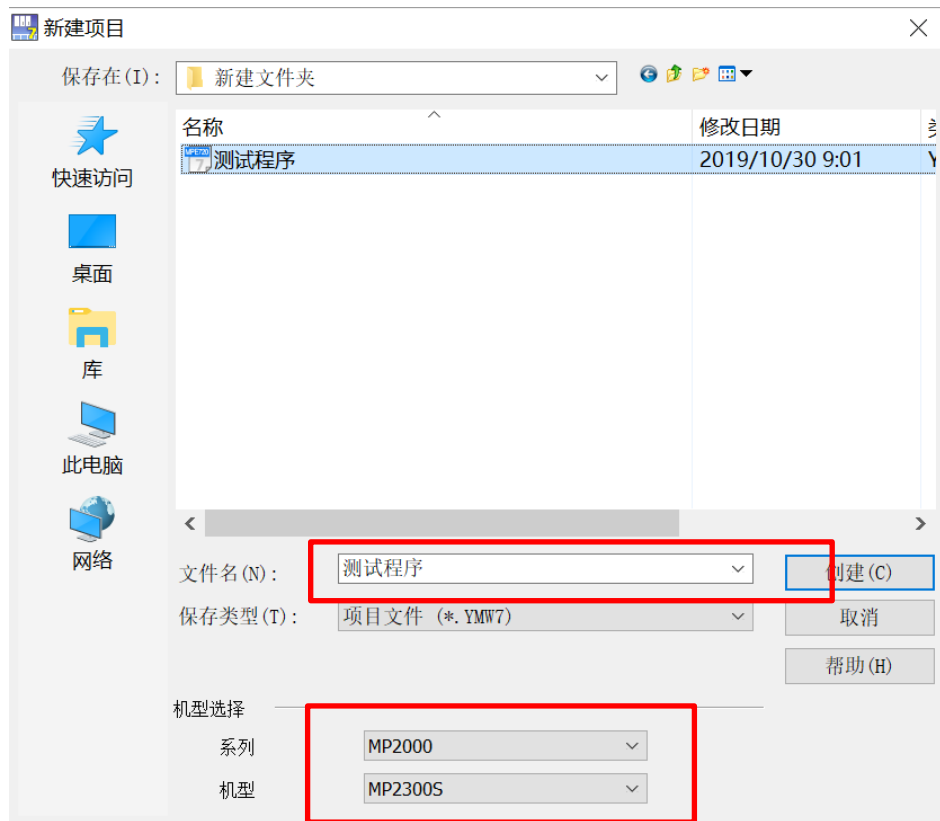 新建项目
保存在(I):
新建文件夹
名称
修改日期
测试程序
2019/10/30 9:01
快速访问
桌面
库
此电脑
网络
文件名(N):
测试程序
创建(C)
保存类型(T):
项目文件 (*.YMW7)
取消
帮助(H)
机型选择
系列
MP2000
机型
MP2300S